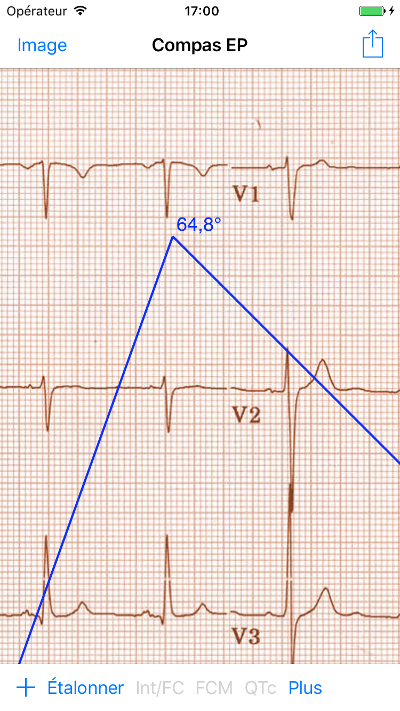 Opérateur 17:00
Image Compas EP
V1
64,8°
V2
V3
+ Étalonner Int/FC FCM QTc Plus